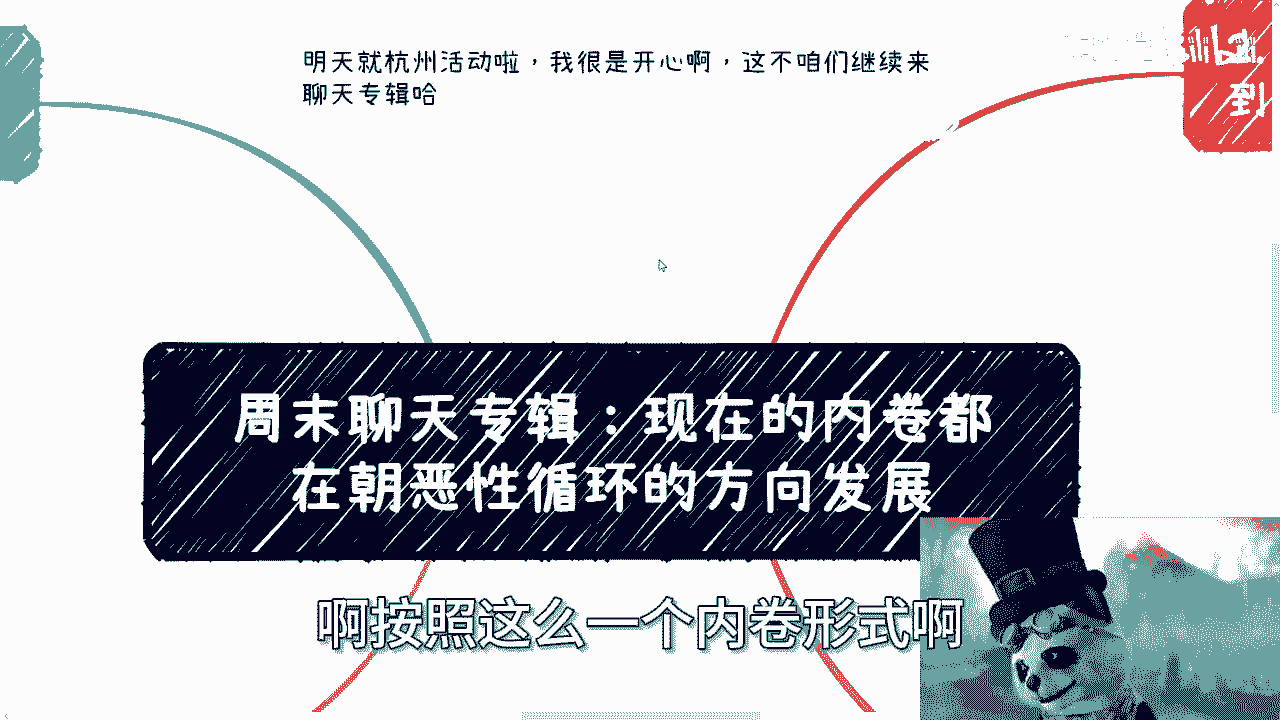 明天就杭州活动啦，我很是开心啊，这不咱们继续来
聊天专辑哈
周末聊天专辑：现在的内卷都
在朝恶性循环的方向发展
啊按照这么一个内卷形式啊